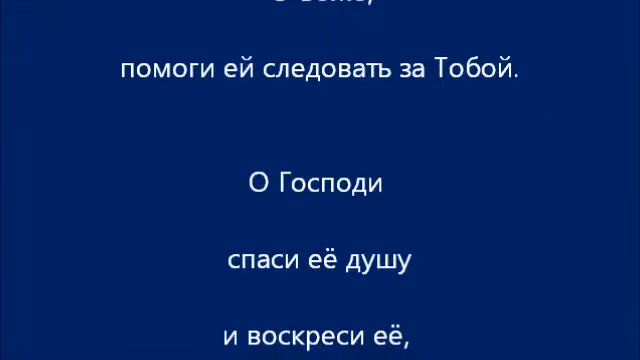 помоги ей следовать за Тобой.
О Господи
спаси её душу
и воскреси её,